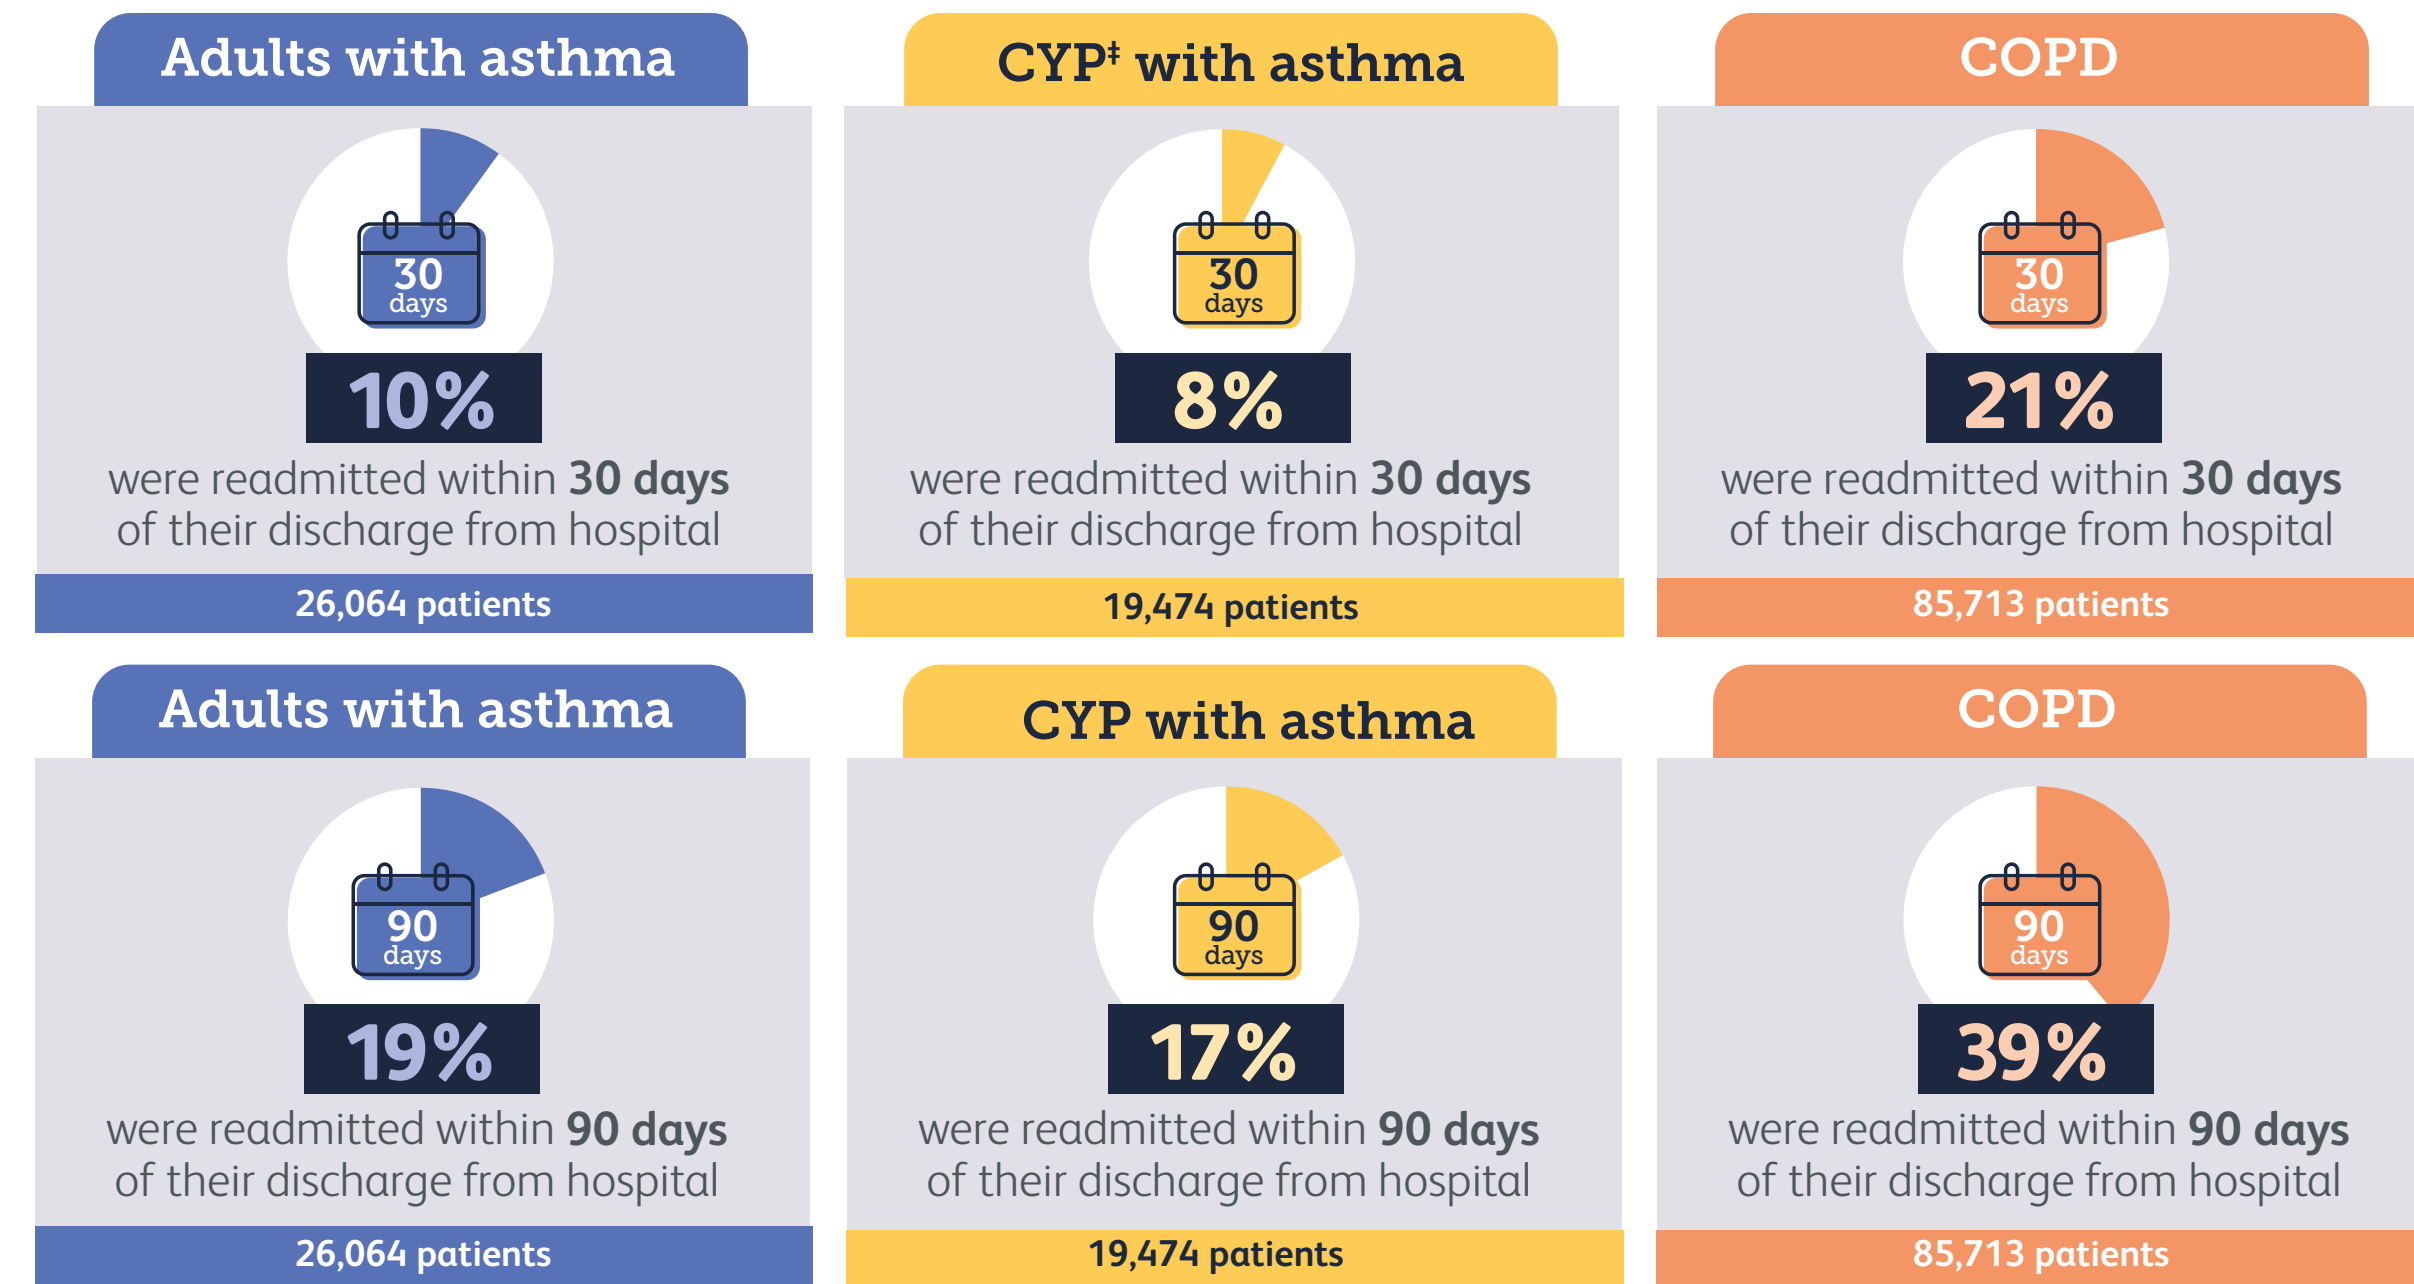 Adults with asthma
30
days
10%
were readmitted within 30 days
of their discharge from hospital
26,064 patients
CYP‡ with asthma
30
days
8%
were readmitted within 30 days
of their discharge from hospital
19,474 patients
COPD
30
days
21%
were readmitted within 30 days
of their discharge from hospital
85,713 patients
Adults with asthma
90
days
19%
were readmitted within 90 days
of their discharge from hospital
26,064 patients
CYP with asthma
90
days
17%
were readmitted within 90 days
of their discharge from hospital
19,474 patients
COPD
90
days
39%
were readmitted within 90 days
of their discharge from hospital
85,713 patients